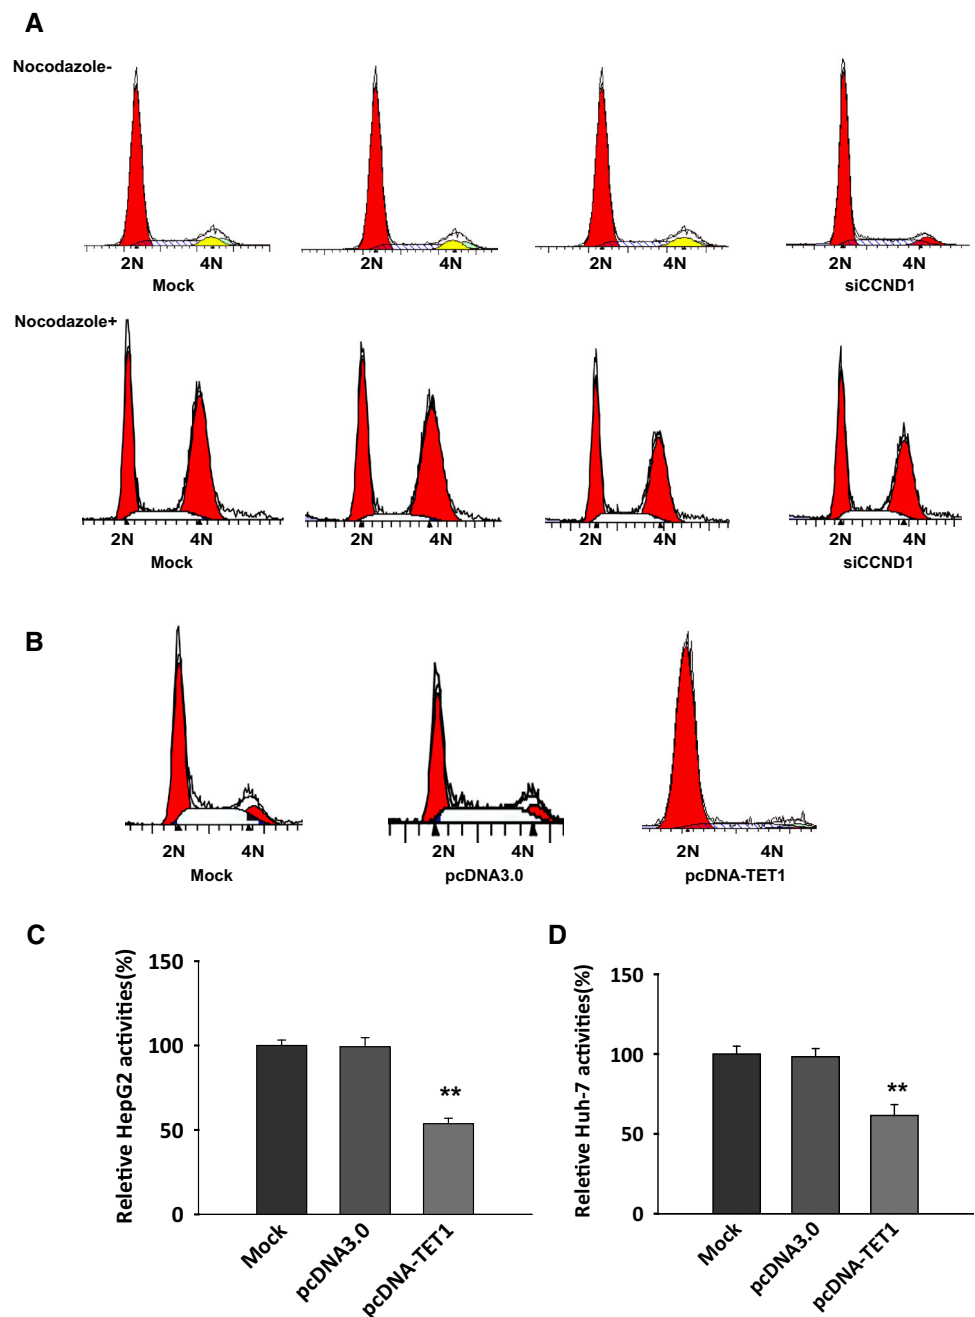 A
Nocodazole-
2N 4N 2N 4N 2N 4N 2N 4N
Mock siCCND1
Nocodazole+
2N 4N 2N 4N 2N 4N 2N 4N
Mock siCCND1
B
2N 4N 2N 4N 2N 4N
Mock pcDNA3.0 pcDNA-TET1
C
Reletive HepG2 activities(%)
150
100
50
0
**
Mock
pcDNA3.0
pcDNA-TET1
D
Reletive Huh-7 activities(%)
150
100
50
0
**
Mock
pcDNA3.0
pcDNA-TET1